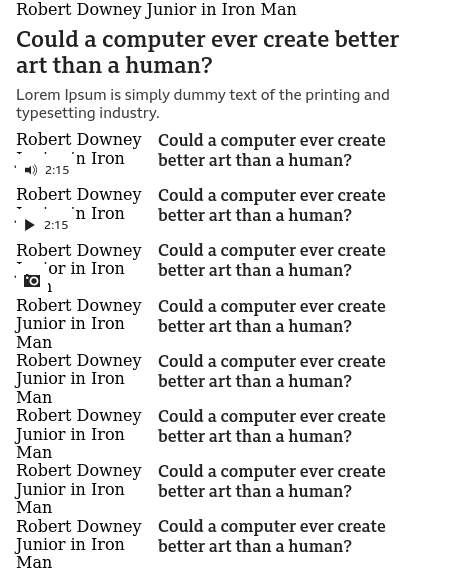 Robert Downey Junior in Iron Man
Could a computer ever create better
art than a human?
Lorem Ipsum is simply dummy text of the printing and
typesetting industry.
Robert Downey
n Iron
2:15
Could a computer ever create
better art than a human?
Robert Downey
n Iron
2:15
Could a computer ever create
better art than a human?
Robert Downey
or in Iron
Could a computer ever create
better art than a human?
Robert Downey
Junior in Iron
Man
Could a computer ever create
better art than a human?
Robert Downey
Junior in Iron
Man
Could a computer ever create
better art than a human?
Robert Downey
Junior in Iron
Man
Could a computer ever create
better art than a human?
Robert Downey
Junior in Iron
Man
Could a computer ever create
better art than a human?
Robert Downey
Junior in Iron
Man
Could a computer ever create
better art than a human?